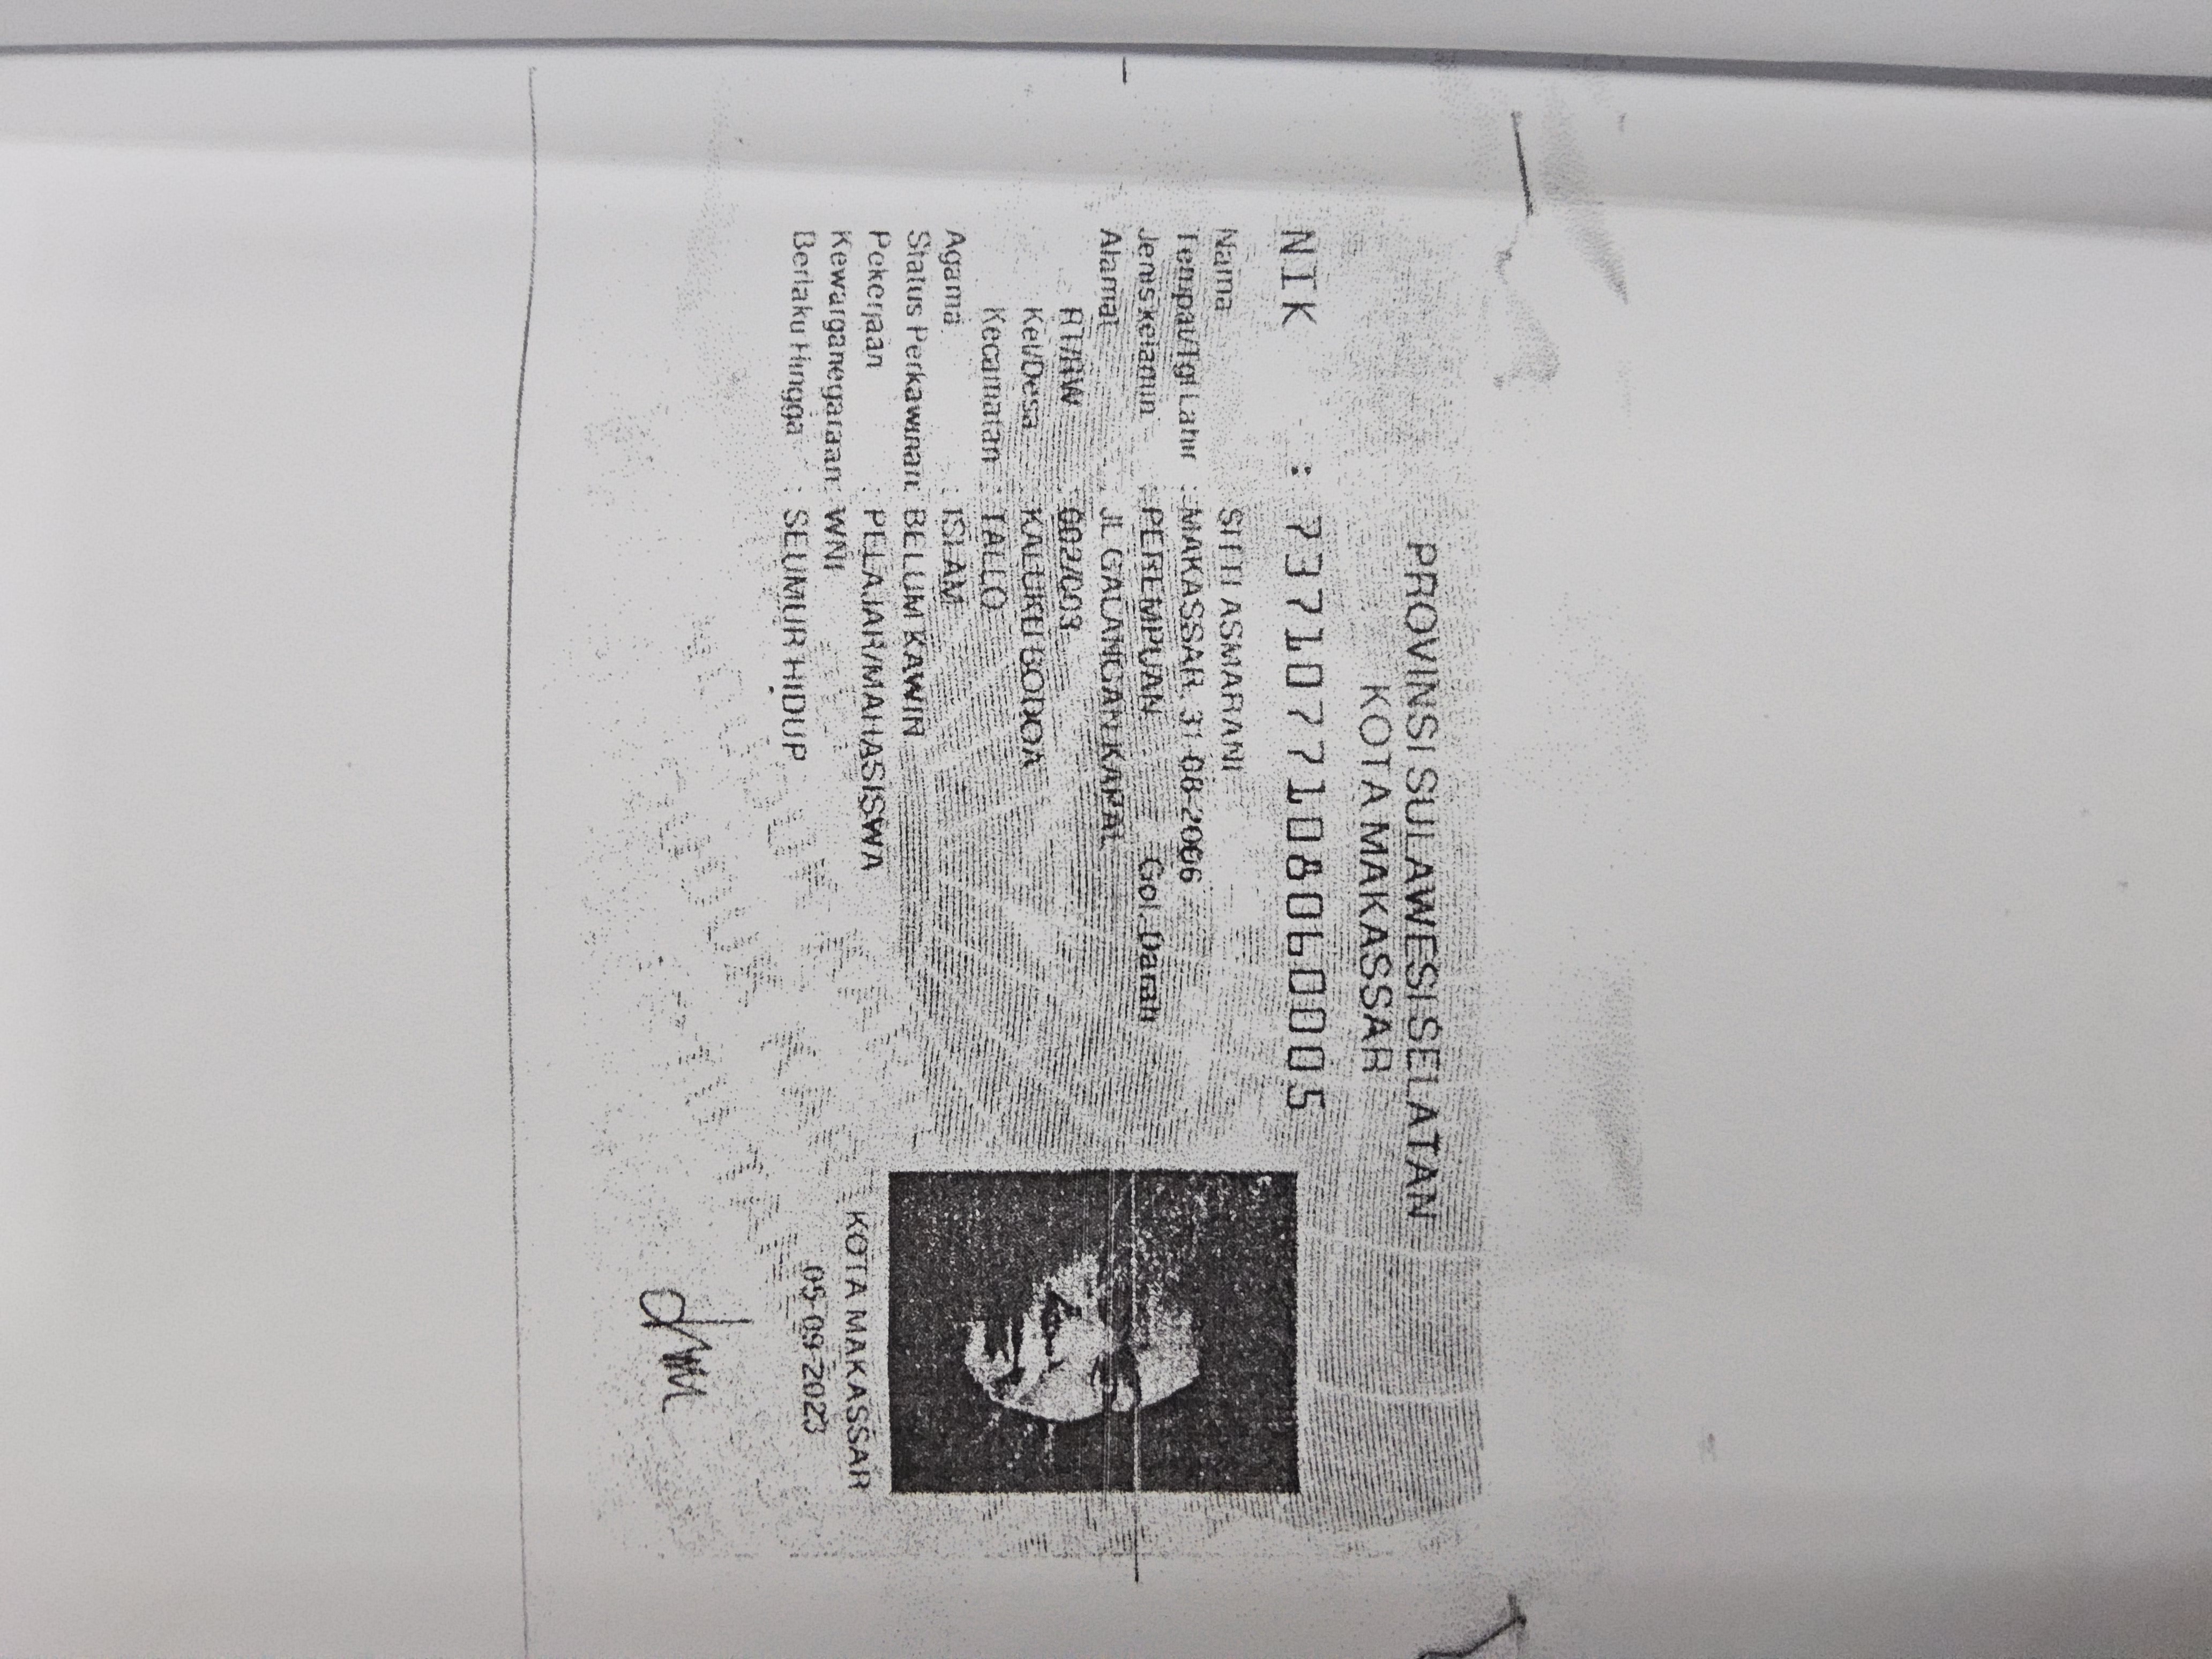 PROVINSI SULAWESI SELATAN
KOTA MAKASSAR
NIK : 7371077108060005
Nama SITTI ASMARANI
Tempat/Tgl Lahir : MAKASSAR, 31-08-2006
Jenis kelamin : PEREMPUAN Gol. Darah
Alamat : JL GALANGAN KAPAL
RT/RW : 002/003
Kel/Desa : KALUKU BODOA
Kecamatan : TALLO
Agama : ISLAM
Status Perkawinan: BELUM KAWIN
Pekerjaan : PELAJAR/MAHASISWA
Kewarganegaraan: WNI
Berlaku Hingga : SEUMUR HIDUP
KOTA MAKASSAR
05-09-2023